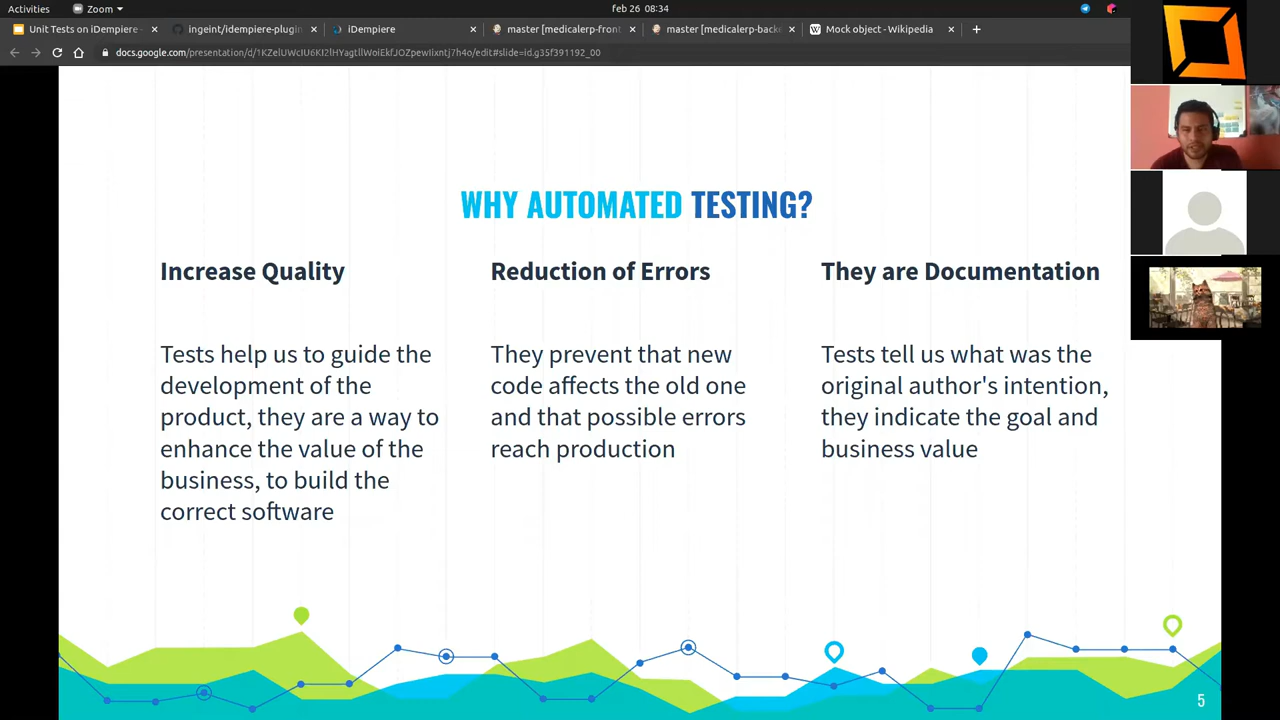 Activities
Zoom
feb 26 08:34
Unit Tests on iDempiere -
ingeint/idempiere-plugin
iDempiere
master [medicalerp-front
master [medicalerp-back
W Mock object - Wikipedia
WHY AUTOMATED TESTING?
Increase Quality
Tests help us to guide the
development of the
product, they are a way to
enhance the value of the
business, to build the
correct software
Reduction of Errors
They prevent that new
code affects the old one
and that possible errors
reach production
They are Documentation
Tests tell us what was the
original author's intention,
they indicate the goal and
business value
5